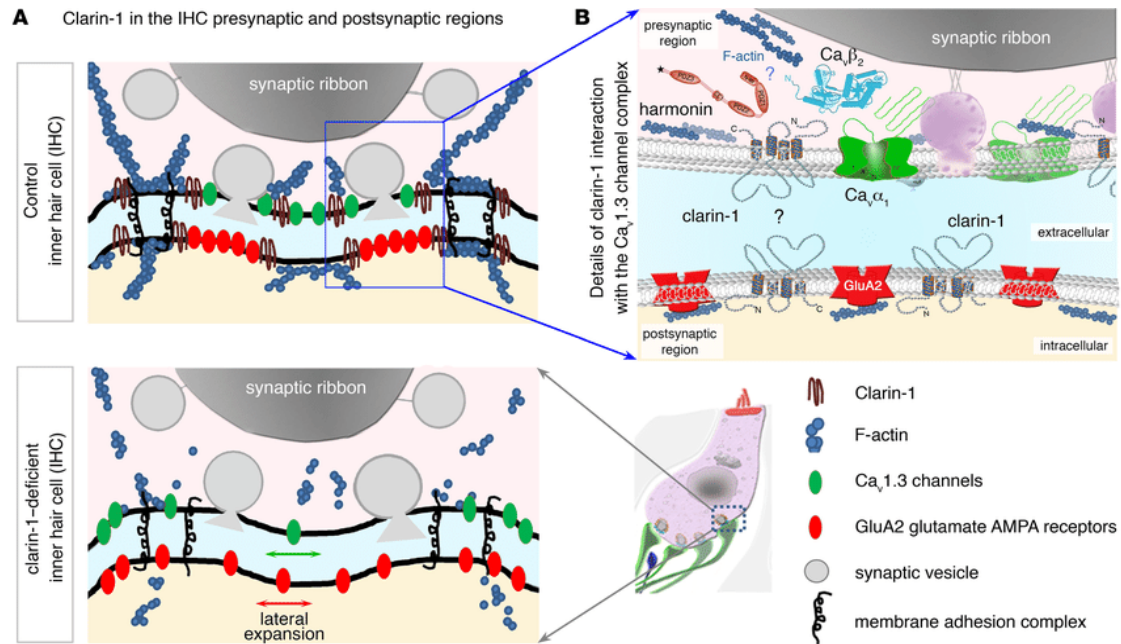 A
Clarin-1 in the IHC presynaptic and postsynaptic regions
Control
inner hair cell (IHC)
synaptic ribbon
B
Details of clarin-1 interaction
with the Cav1.3 channel complex
presynaptic
region
F-actin
Cavβ2
synaptic ribbon
?
N
PDZ1
harmonin
C
N
N
clarin-1
?
Cavα1
clarin-1
extracellular
GluA2
N
C
N
C
postsynaptic
region
intracellular
clarin-1–deficient
inner hair cell (IHC)
synaptic ribbon
lateral
expansion
Clarin-1
F-actin
Cav1.3 channels
GluA2 glutamate AMPA receptors
synaptic vesicle
membrane adhesion complex